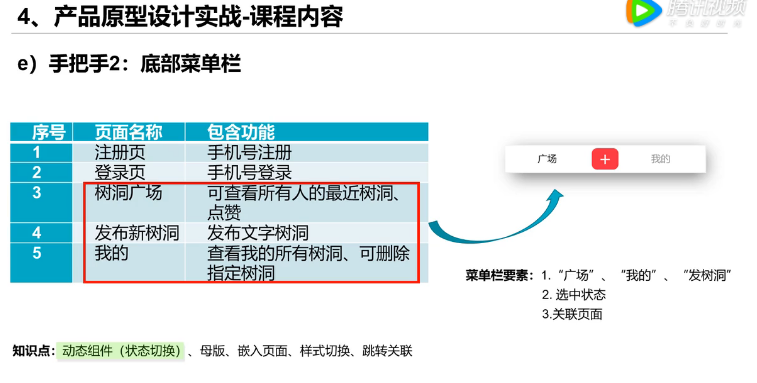 腾讯视频
4、产品原型设计实战-课程内容
e）手把手2：底部菜单栏
序号 页面名称 包含功能
1 注册页 手机号注册
2 登录页 手机号登录
3 树洞广场 可查看所有人的最近树洞、
点赞
4 发布新树洞 发布文字树洞
5 我的 查看我的所有树洞、可删除
指定树洞
广场 + 我的
菜单栏要素：1.“广场”、“我的”、“发树洞”
2. 选中状态
3.关联页面
知识点：动态组件（状态切换）、母版、嵌入页面、样式切换、跳转关联